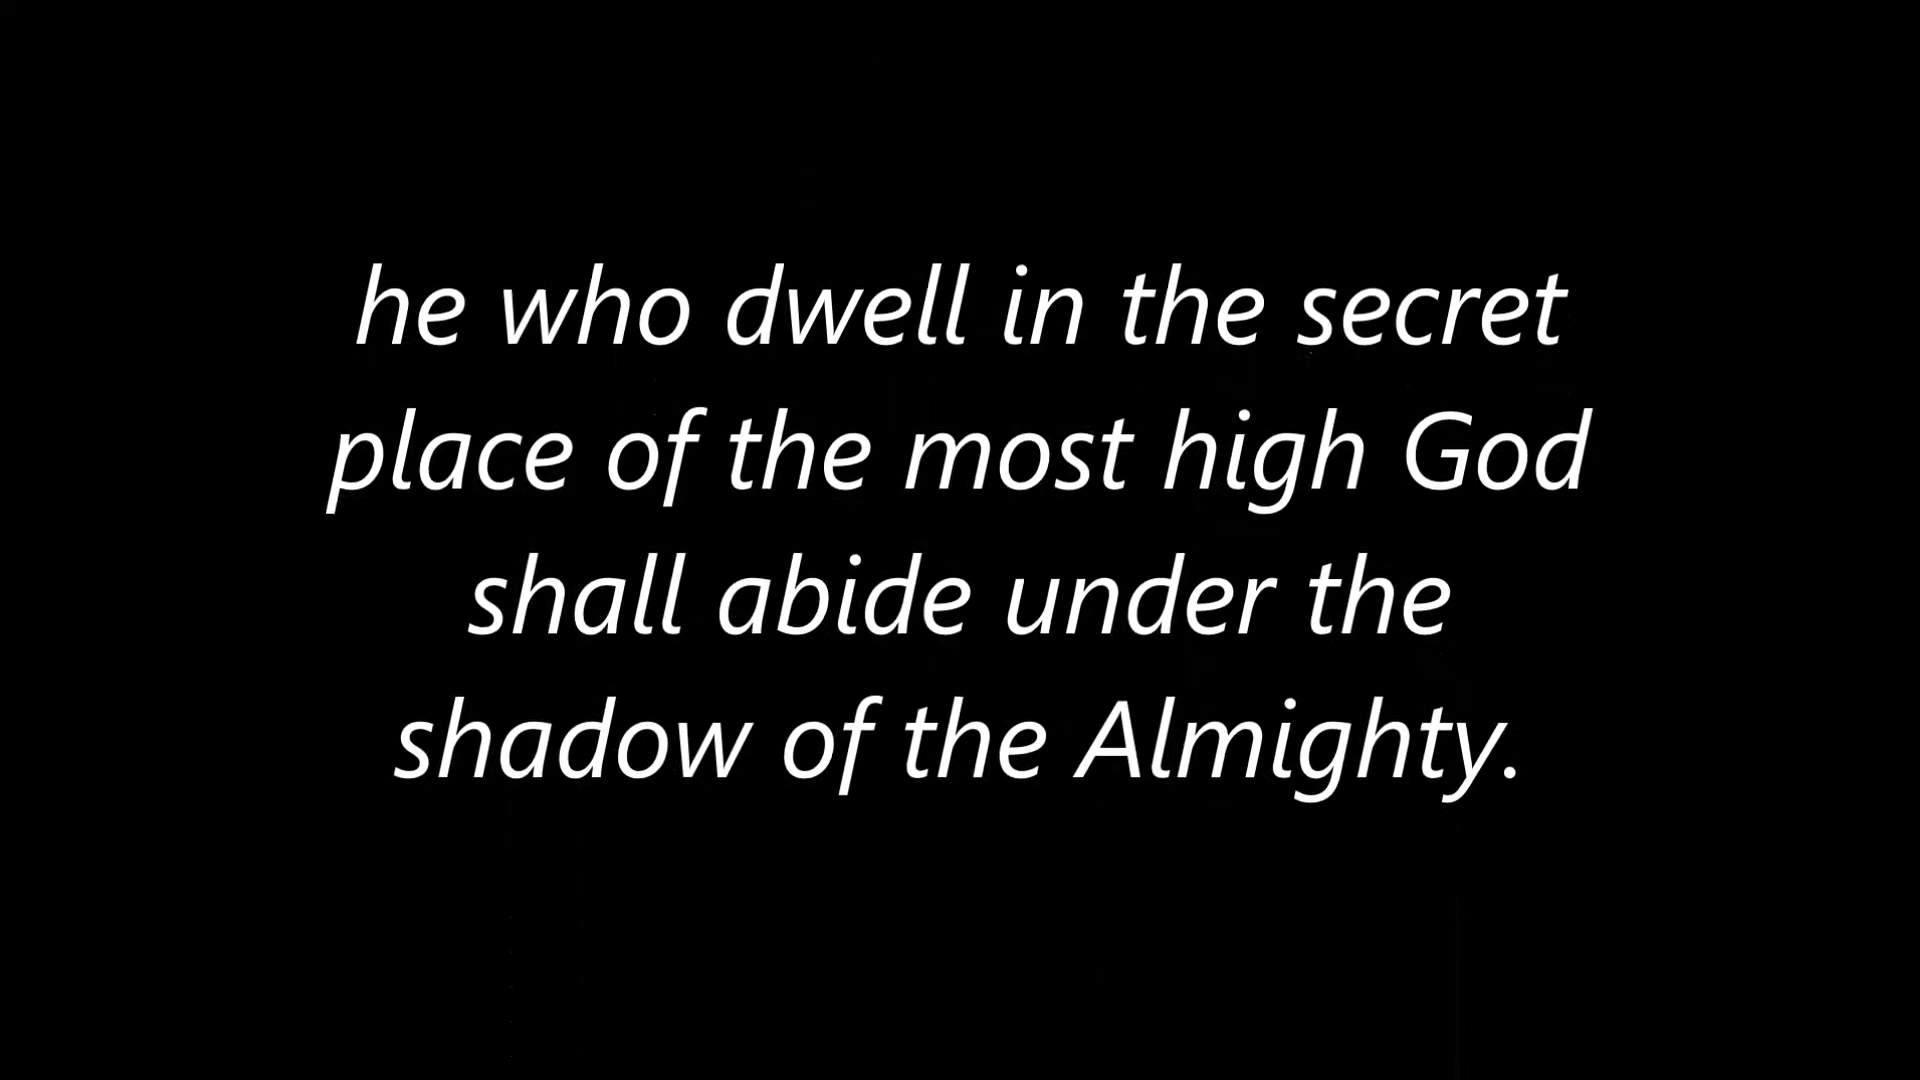 he who dwell in the secret
place of the most high God
shall abide under the
shadow of the Almighty.